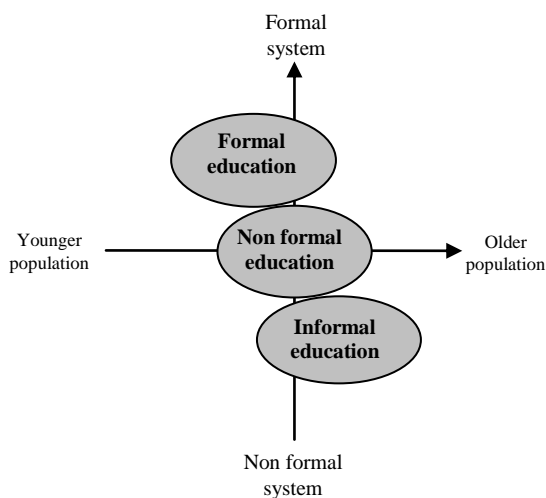 Formal
system
Formal
education
Younger
population
Non formal
education
Older
population
Informal
education
Non formal
system